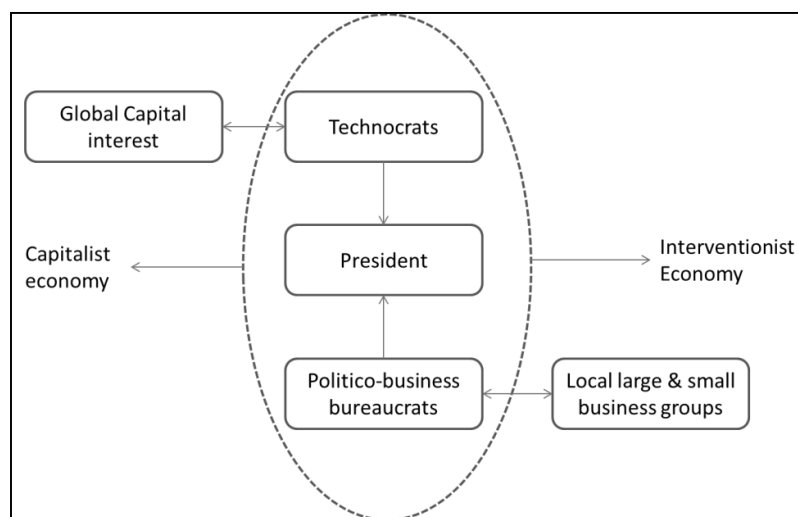 Global Capital
interest
Technocrats
Capitalist
economy
President
Interventionist
Economy
Politico-business
bureaucrats
Local large & small
business groups